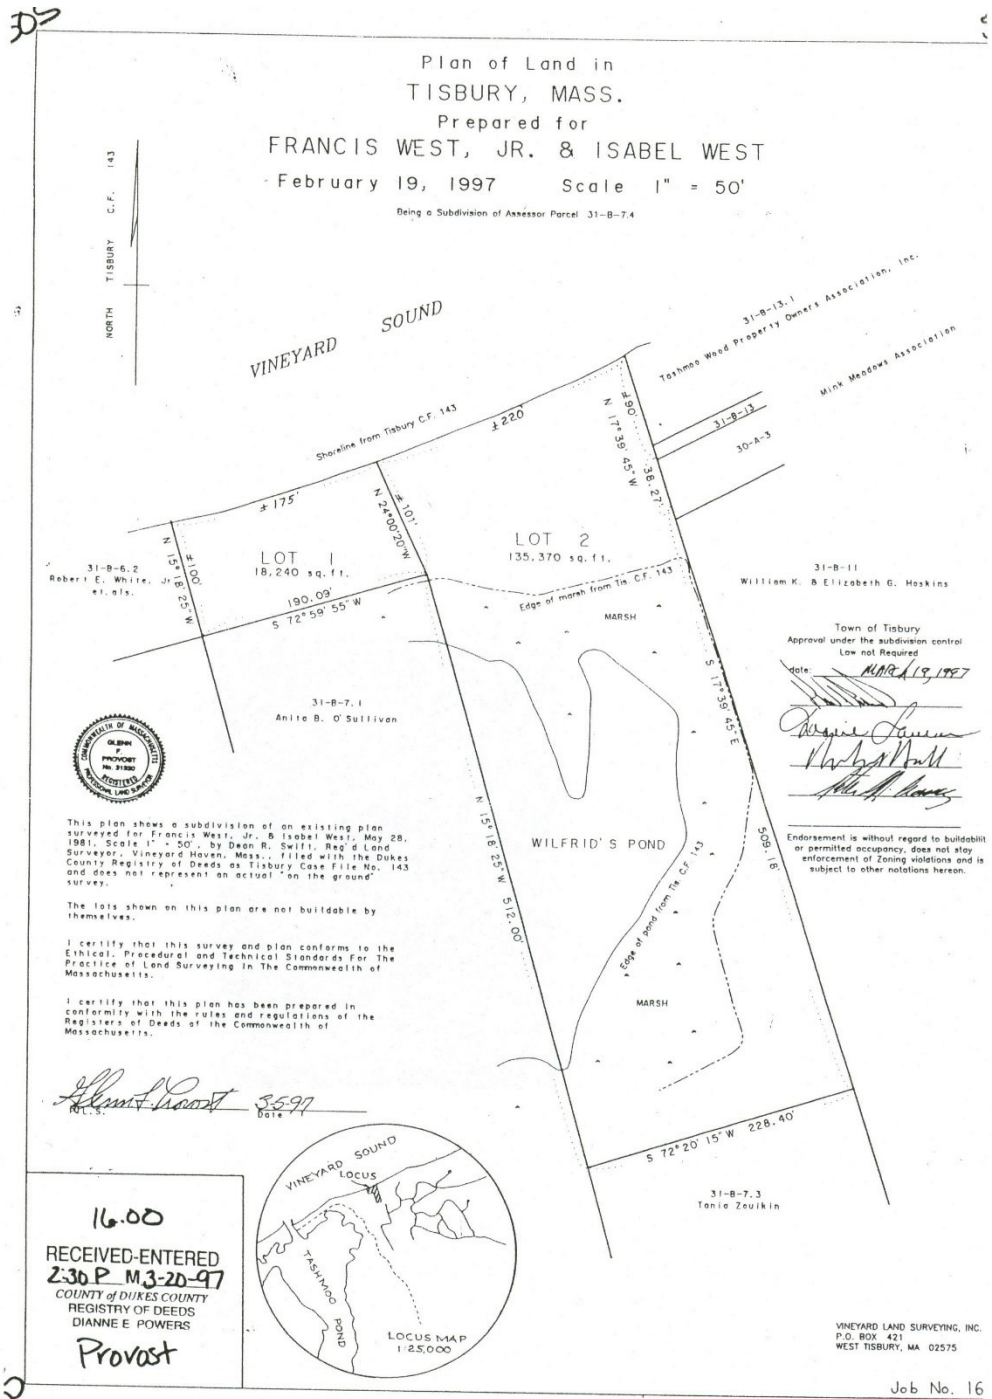 Plan of Land in
TISBURY, MASS.
Prepared for
FRANCIS WEST, JR. & ISABEL WEST
February 19, 1997 Scale 1" = 50'
Being a Subdivision of Assessor Parcel 31-B-7.4
NORTH TISBURY C.F. 143
VINEYARD SOUND
31-B-13.1
Tashmoo Wood Property Owners Association, Inc.
Mink Meadows Association
31-B-13
30-A-3
Shoreline from Tisbury C.F. 143
±220'
±175'
±90'
N 17°39'45"W
38.27'
±101'
N 24°00'20"W
±100'
N 15°18'25"W
LOT 1
18,240 sq.ft.
LOT 2
135,370 sq.ft.
190.09'
S 72°59'55"W
31-B-6.2
Robert E. White, Jr.
et. als.
31-B-11
William K. & Elizabeth G. Hoskins
Edge of marsh from Tis. C.F. 143
MARSH
S 17°39'45"E
509.18'
31-B-7.1
Anita B. O'Sullivan
Town of Tisbury
Approval under the subdivision control
Law not Required
date: MARCH 19, 1997
Endorsement is without regard to buildabilit
or permitted occupancy, does not stay
enforcement of Zoning violations and is
subject to other notations hereon.
COMMONWEALTH OF MASSACHUSETTS
GLENN
F.
PROVOST
REGISTERED
PROFESSIONAL LAND SURVEYOR
This plan shows a subdivision of an existing plan
surveyed for Francis West, Jr. & Isabel West, May 28,
1981, Scale 1" = 50', by Dean R. Swift, Reg'd Land
Surveyor, Vineyard Haven, Mass., filed with the Dukes
County Registry of Deeds as Tisbury Case File No. 143
and does not represent an actual "on the ground"
survey.
The lots shown on this plan are not buildable by
themselves.
I certify that this survey and plan conforms to the
Ethical, Procedural and Technical Standards For The
Practice of Land Surveying In The Commonwealth of
Massachusetts.
I certify that this plan has been prepared in
conformity with the rules and regulations of the
Registers of Deeds of the Commonwealth of
Massachusetts.
Glenn F. Provost 3-5-97
R.L.S. Date
N 15°18'25"W 512.00'
WILFRID'S POND
Edge of pond from Tis. C.F. 143
MARSH
S 72°20'15"W 228.40'
31-B-7.3
Tania Zouikin
VINEYARD SOUND
LOCUS
TASHMOO POND
LOCUS MAP
1:25,000
16.00
RECEIVED-ENTERED
2:30 P M 3-20-97
COUNTY of DUKES COUNTY
REGISTRY OF DEEDS
DIANNE E POWERS
Provost
VINEYARD LAND SURVEYING, INC.
P.O. BOX 421
WEST TISBURY, MA 02575
Job No. 16